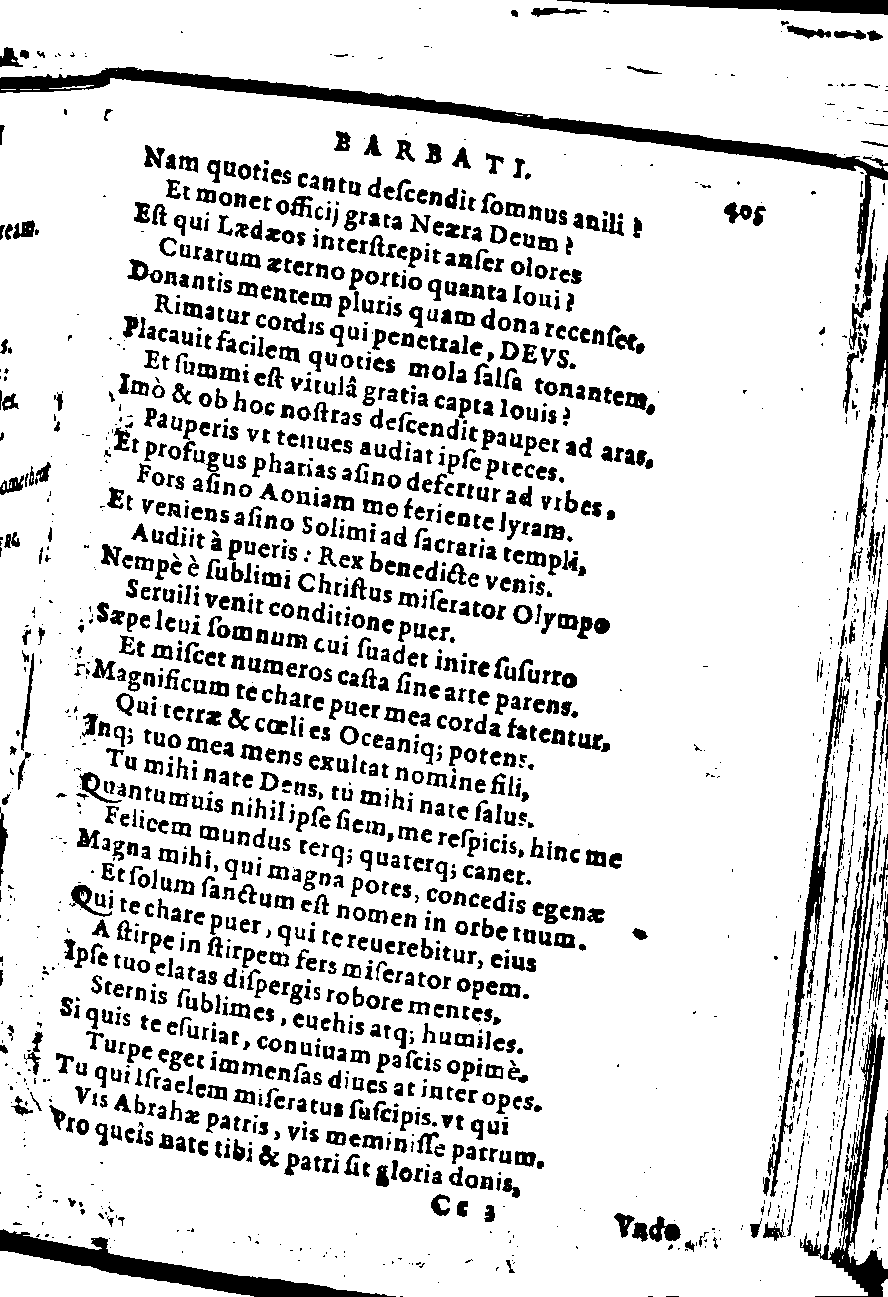 BARBATI.
405
Nam quoties cantu deſcendit ſomnus anili?
Et monet officij grata Neæra Deum?
Eſt qui Lædæos interſtrepit anſer olores
Curarum æterno portio quanta Ioui?
Donantis mentem pluris quam dona recenſet,
Rimatur cordis qui penetrale, DEVS.
Placauit facilem quoties mola ſalſa tonantem,
Et ſummi eſt vitulâ gratia capta Iouis?
Imò & ob hoc noſtras deſcendit pauper ad aras,
Pauperis vt tenues audiat ipſe preces.
Et profugus pharias aſino defertur ad vrbes,
Fors aſino Aoniam me feriente lyram.
Et veniens aſino Solimi ad ſacraria templi,
Audiit à pueris: Rex benedicte venis.
Nempè è ſublimi Chriſtus miſerator Olympo
Seruili venit conditione puer.
Sæpe leui ſomnum cui ſuadet inire ſuſurro
Et miſcet numeros caſta ſine arte parens.
Magnificum te chare puer mea corda fatentur,
Qui terræ & cœli es Oceaniq; potens.
Inq; tuo mea mens exultat nomine fili,
Tu mihi nate Deus, tu mihi nate ſalus.
Quantumuis nihil ipſe ſiem, me reſpicis, hinc me
Felicem mundus terq; quaterq; canet.
Magna mihi, qui magna potes, concedis egenæ
Et ſolum ſanctum eſt nomen in orbe tuum.
Qui te chare puer, qui te reuerebitur, eius
A ſtirpe in ſtirpem fers miſerator opem.
Ipſe tuo elatas diſpergis robore mentes,
Sternis ſublimes, euehis atq; humiles.
Si quis te eſuriat, conuiuam paſcis opimè,
Turpe eget immenſas diues at inter opes.
Tu qui Iſraelem miſeratus ſuſcipis. vt qui
Vis Abrahæ patris, vis meminiſſe patrum.
Pro queîs nate tibi & patri ſit gloria donis,
Cc 3
Vnde